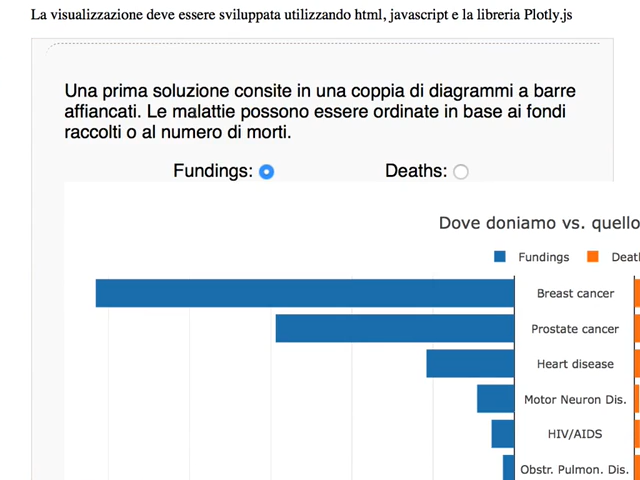 La visualizzazione deve essere sviluppata utilizzando html, javascript e la libreria Plotly.js
Una prima soluzione consite in una coppia di diagrammi a barre
affiancati. Le malattie possono essere ordinate in base ai fondi
raccolti o al numero di morti.
Fundings: Deaths:
Dove doniamo vs. quello
Fundings Deat
Breast cancer
Prostate cancer
Heart disease
Motor Neuron Dis.
HIV/AIDS
Obstr. Pulmon. Dis.